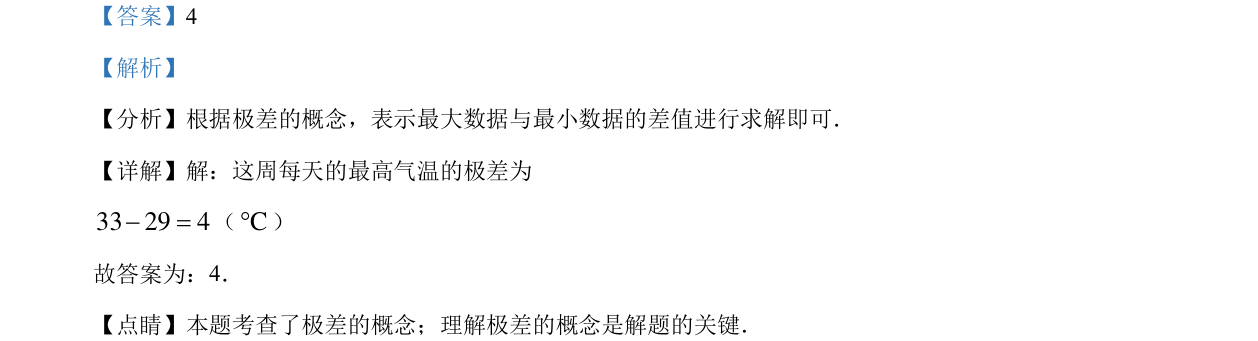 【答案】4
【解析】
【分析】根据极差的概念，表示最大数据与最小数据的差值进行求解即可．
【详解】解：这周每天的最高气温的极差为
33−29=4（℃）
故答案为：4．
【点睛】本题考查了极差的概念；理解极差的概念是解题的关键．